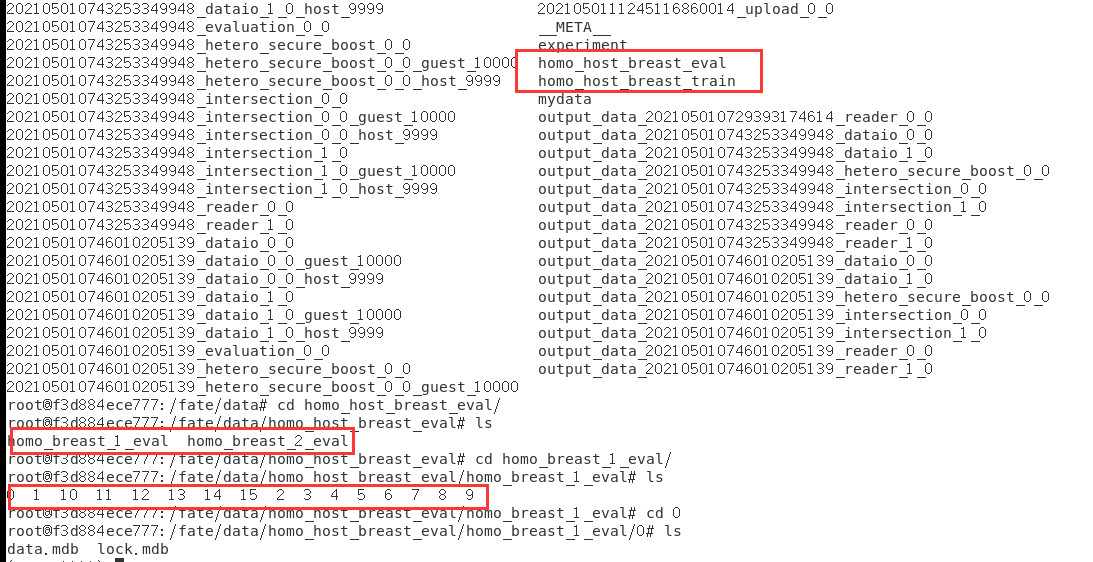 202105010743253349948_dataio_1_0_host_9999 2021050111245116860014_upload_0_0
202105010743253349948_evaluation_0_0 __META__
202105010743253349948_hetero_secure_boost_0_0 experiment
202105010743253349948_hetero_secure_boost_0_0_guest_10000 homo_host_breast_eval
202105010743253349948_hetero_secure_boost_0_0_host_9999 homo_host_breast_train
202105010743253349948_intersection_0_0 mydata
202105010743253349948_intersection_0_0_guest_10000 output_data_202105010729393174614_reader_0_0
202105010743253349948_intersection_0_0_host_9999 output_data_202105010743253349948_dataio_0_0
202105010743253349948_intersection_1_0 output_data_202105010743253349948_dataio_1_0
202105010743253349948_intersection_1_0_guest_10000 output_data_202105010743253349948_hetero_secure_boost_0_0
202105010743253349948_intersection_1_0_host_9999 output_data_202105010743253349948_intersection_0_0
202105010743253349948_reader_0_0 output_data_202105010743253349948_intersection_1_0
202105010743253349948_reader_1_0 output_data_202105010743253349948_reader_0_0
202105010746010205139_dataio_0_0 output_data_202105010743253349948_reader_1_0
202105010746010205139_dataio_0_0_guest_10000 output_data_202105010746010205139_dataio_0_0
202105010746010205139_dataio_0_0_host_9999 output_data_202105010746010205139_dataio_1_0
202105010746010205139_dataio_1_0 output_data_202105010746010205139_hetero_secure_boost_0_0
202105010746010205139_dataio_1_0_guest_10000 output_data_202105010746010205139_intersection_0_0
202105010746010205139_dataio_1_0_host_9999 output_data_202105010746010205139_intersection_1_0
202105010746010205139_evaluation_0_0 output_data_202105010746010205139_reader_0_0
202105010746010205139_hetero_secure_boost_0_0 output_data_202105010746010205139_reader_1_0
202105010746010205139_hetero_secure_boost_0_0_guest_10000
root@f3d884ece777:/fate/data# cd homo_host_breast_eval/
root@f3d884ece777:/fate/data/homo_host_breast_eval# ls
homo_breast_1_eval homo_breast_2_eval
root@f3d884ece777:/fate/data/homo_host_breast_eval# cd homo_breast_1_eval/
root@f3d884ece777:/fate/data/homo_host_breast_eval/homo_breast_1_eval# ls
0 1 10 11 12 13 14 15 2 3 4 5 6 7 8 9
root@f3d884ece777:/fate/data/homo_host_breast_eval/homo_breast_1_eval# cd 0
root@f3d884ece777:/fate/data/homo_host_breast_eval/homo_breast_1_eval/0# ls
data.mdb lock.mdb